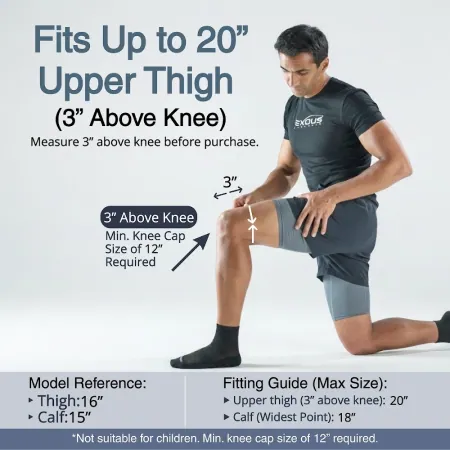 Fits Up to 20”
Upper Thigh
(3” Above Knee)
Measure 3” above knee before purchase.
EXOUS
3”
3” Above Knee
Min. Knee Cap
Size of 12”
Required
Model Reference:
▸ Thigh:16”
▸ Calf:15”
Fitting Guide (Max Size):
▸ Upper thigh (3” above knee): 20”
▸ Calf (Widest Point): 18”
*Not suitable for children. Min. knee cap size of 12” required.